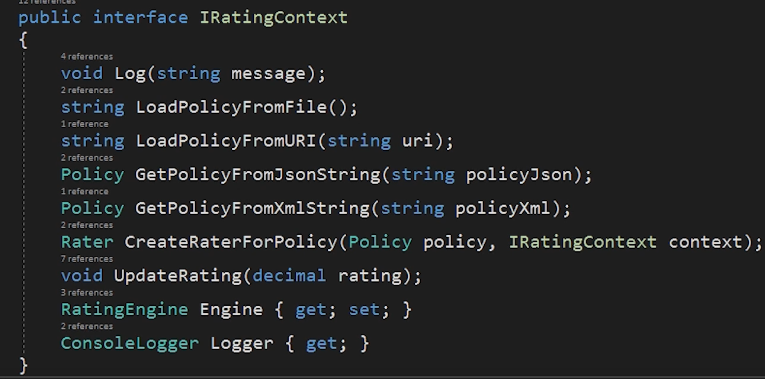 12 references
public interface IRatingContext
{
4 references
void Log(string message);
2 references
string LoadPolicyFromFile();
1 reference
string LoadPolicyFromURI(string uri);
2 references
Policy GetPolicyFromJsonString(string policyJson);
1 reference
Policy GetPolicyFromXmlString(string policyXml);
2 references
Rater CreateRaterForPolicy(Policy policy, IRatingContext context);
7 references
void UpdateRating(decimal rating);
3 references
RatingEngine Engine { get; set; }
2 references
ConsoleLogger Logger { get; }
}